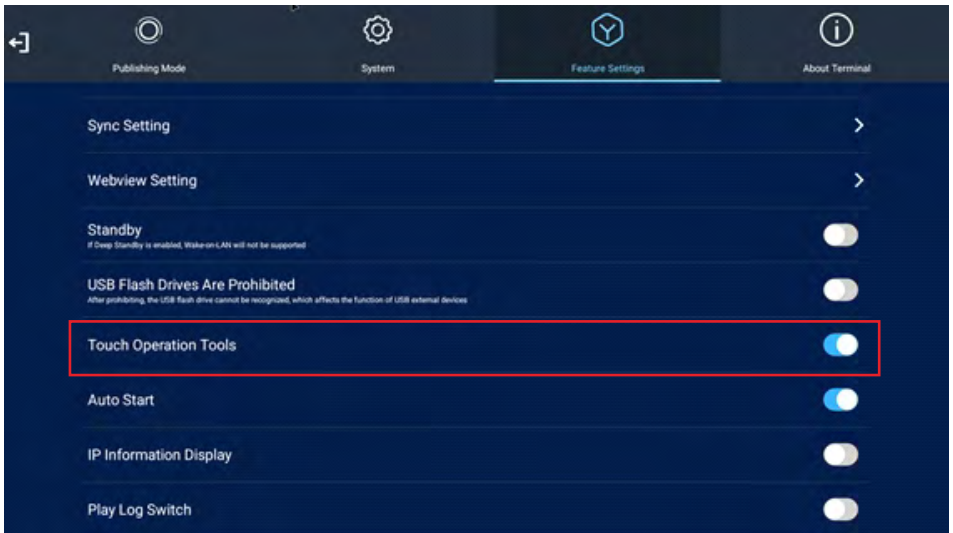 Publishing Mode
System
Feature Settings
About Terminal
Sync Setting
Webview Setting
Standby
If Deep Standby is enabled, Wake-on-LAN will not be supported
USB Flash Drives Are Prohibited
After prohibiting, the USB flash drive cannot be recognized, which affects the function of USB external devices
Touch Operation Tools
Auto Start
IP Information Display
Play Log Switch